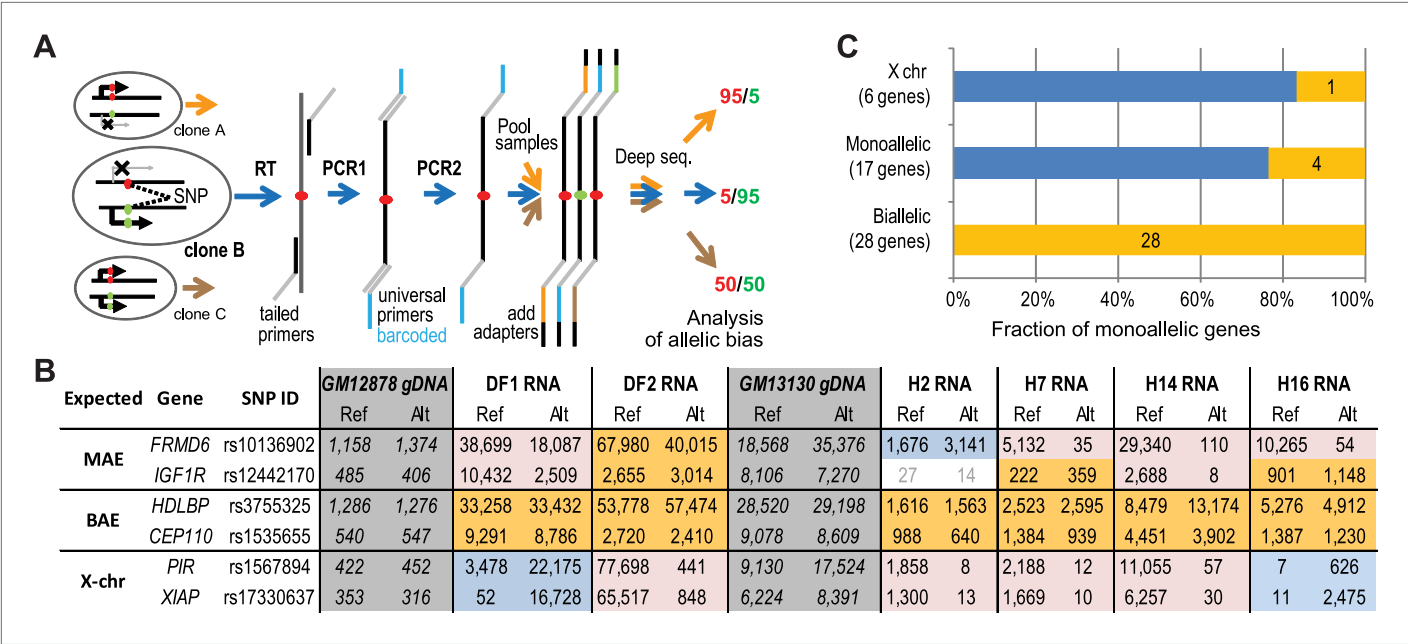 A
clone A
SNP
clone B
clone C
RT
PCR1
PCR2
Pool
samples
Deep seq.
95/5
5/95
50/50
tailed
primers
universal
primers
barcoded
add
adapters
Analysis
of allelic bias
C
X chr
(6 genes)
1
Monoallelic
(17 genes)
4
Biallelic
(28 genes)
28
0% 20% 40% 60% 80% 100%
Fraction of monoallelic genes
B
Expected Gene SNP ID GM12878 gDNA DF1 RNA DF2 RNA GM13130 gDNA H2 RNA H7 RNA H14 RNA H16 RNA
Ref Alt Ref Alt Ref Alt Ref Alt Ref Alt Ref Alt Ref Alt Ref Alt
MAE
FRMD6 rs10136902 1,158 1,374 38,699 18,087 67,980 40,015 18,568 35,376 1,676 3,141 5,132 35 29,340 110 10,265 54
IGF1R rs12442170 485 406 10,432 2,509 2,655 3,014 8,106 7,270 27 14 222 359 2,688 8 901 1,148
BAE
HDLBP rs3755325 1,286 1,276 33,258 33,432 53,778 57,474 28,520 29,198 1,616 1,563 2,523 2,595 8,479 13,174 5,276 4,912
CEP110 rs1535655 540 547 9,291 8,786 2,720 2,410 9,078 8,609 988 640 1,384 939 4,451 3,902 1,387 1,230
X-chr
PIR rs1567894 422 452 3,478 22,175 77,698 441 9,130 17,524 1,858 8 2,188 12 11,055 57 7 626
XIAP rs17330637 353 316 52 16,728 65,517 848 6,224 8,391 1,300 13 1,669 10 6,257 30 11 2,475